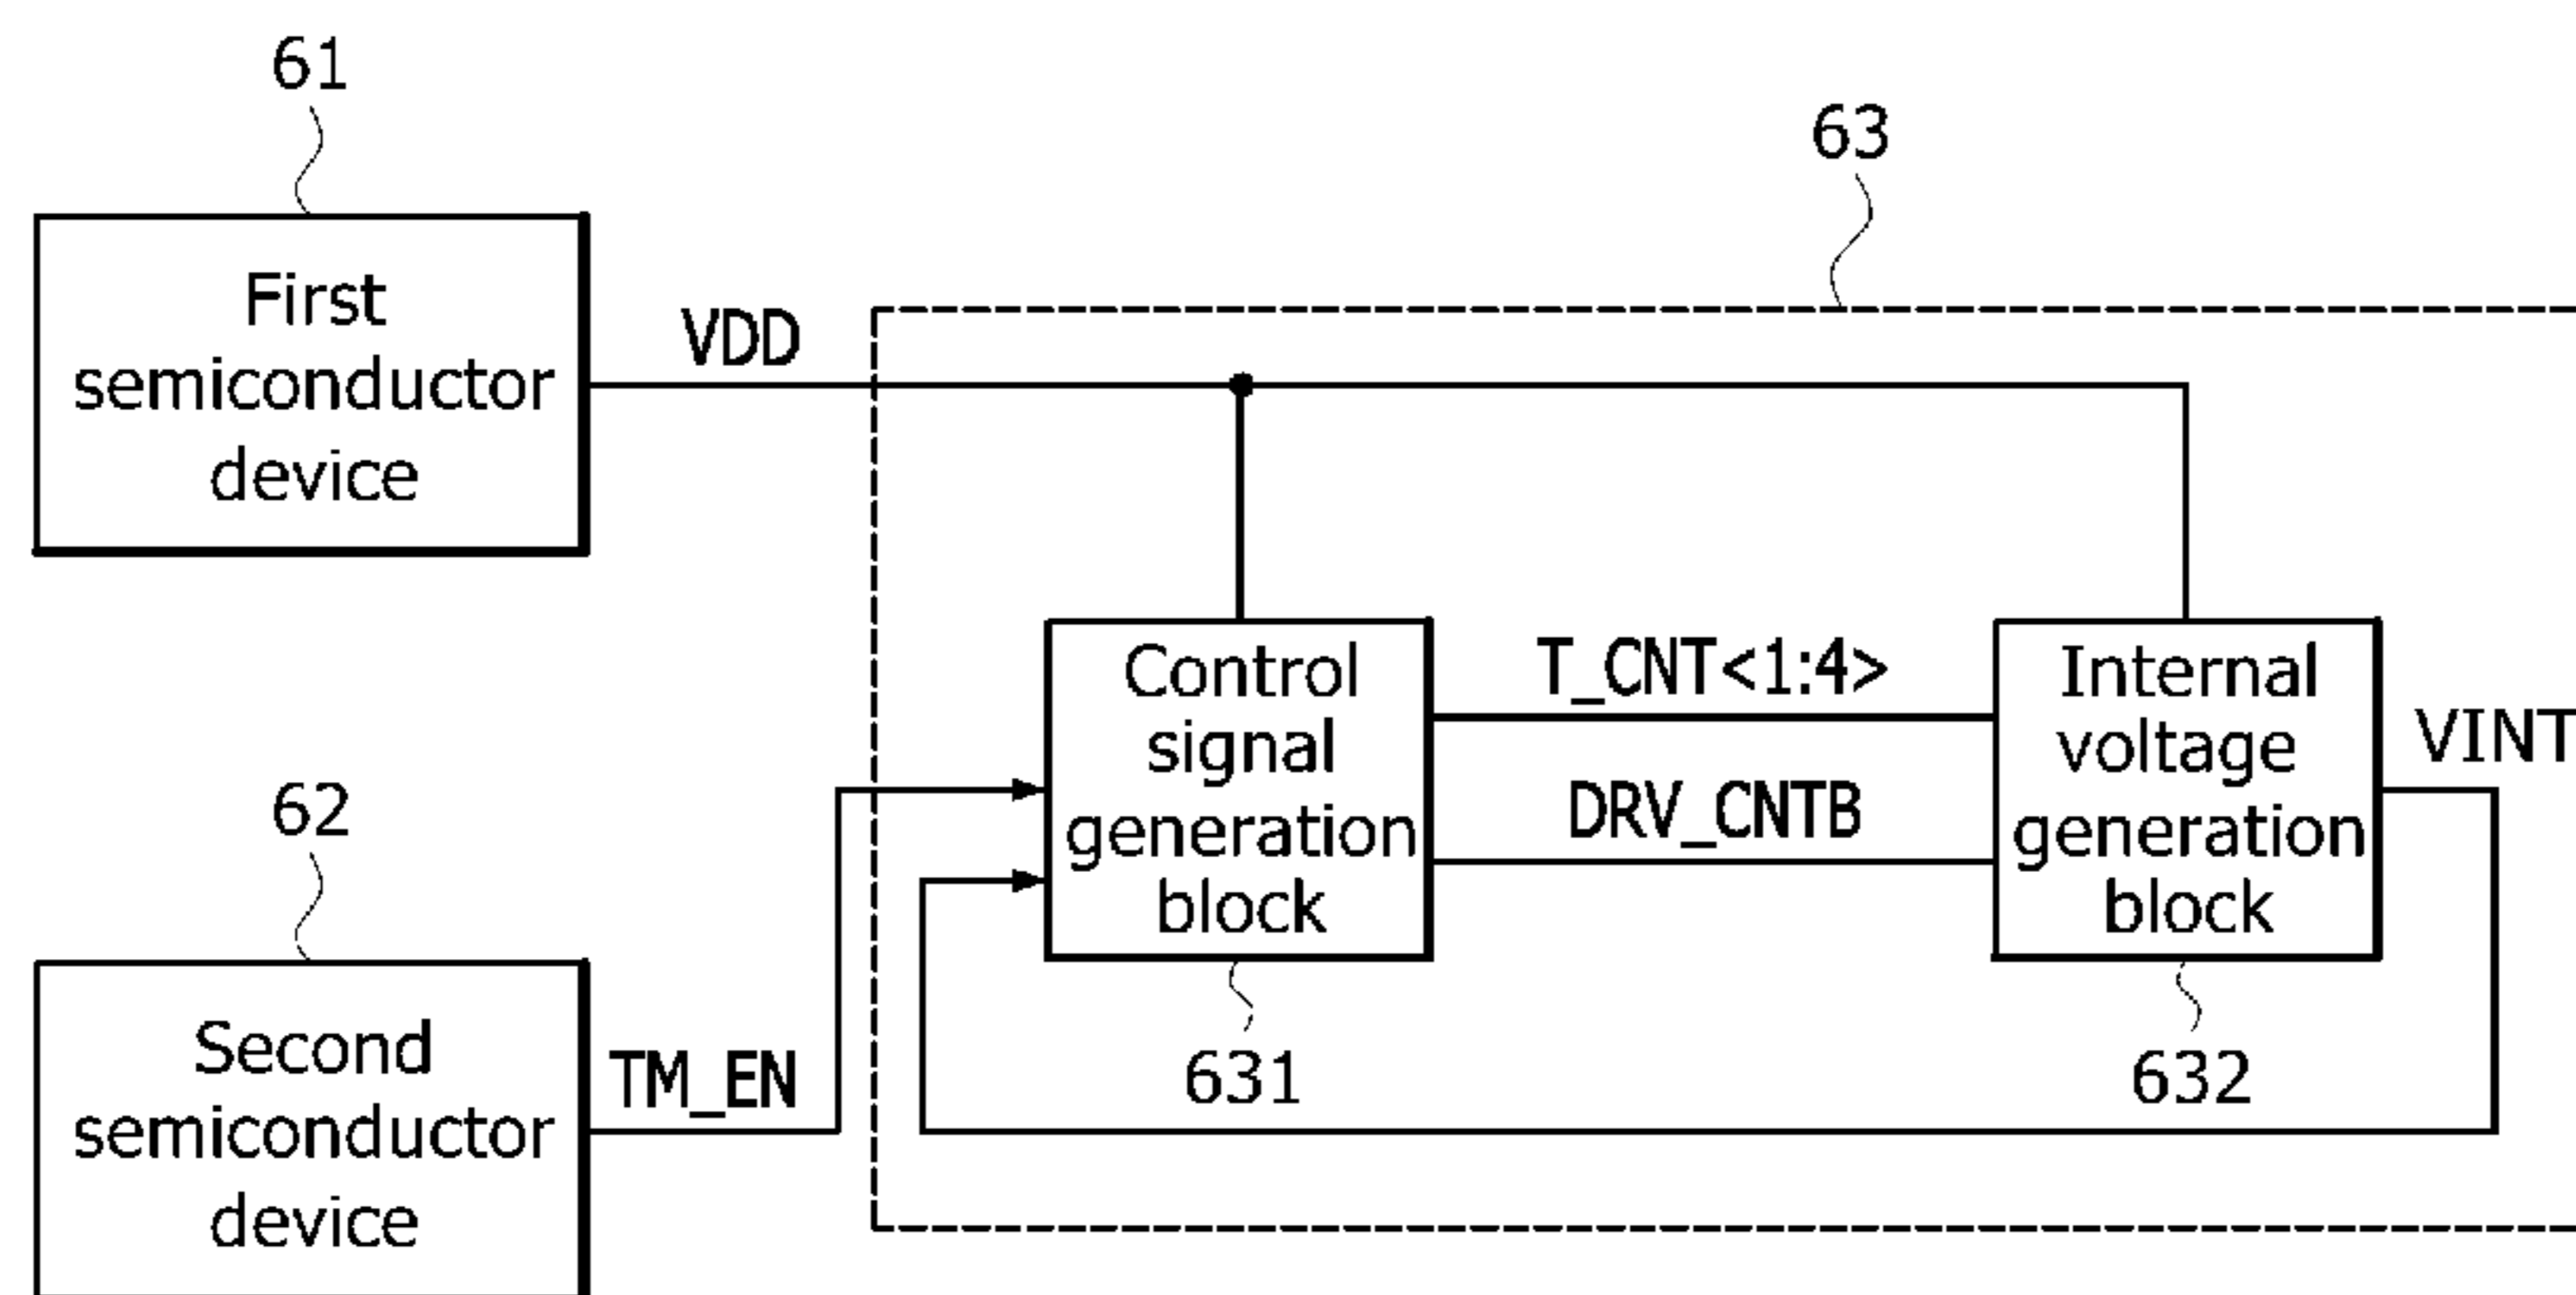 61
First
semiconductor
device
VDD
63
Control
signal
generation
block
631
T_CNT<1:4>
DRV_CNTB
Internal
voltage
generation
block
632
VINT
62
Second
semiconductor
device
TM_EN